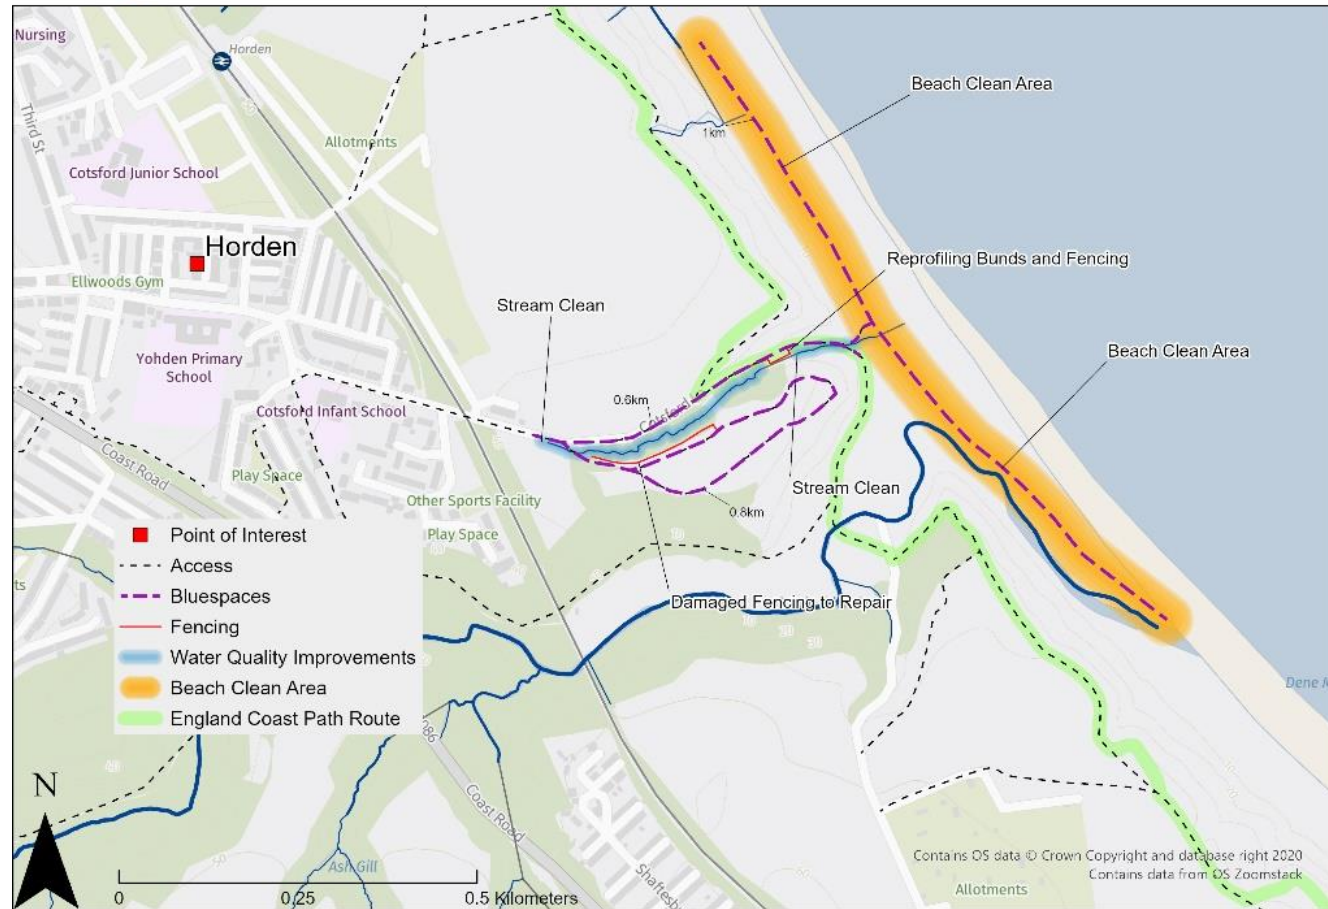 Nursing
Horden
Third St
Allotments
Beach Clean Area
1km
Cotsford Junior School
Horden
Ellwoods Gym
Reprofiling Bunds and Fencing
Stream Clean
Yohden Primary
School
Beach Clean Area
Cotsford Infant School
0.6km
Cotsford
Coast Road
Play Space
Other Sports Facility
Stream Clean
0.8km
Play Space
Point of Interest
Access
Bluespaces
Fencing
Water Quality Improvements
Beach Clean Area
England Coast Path Route
Damaged Fencing to Repair
10
20
30
Dene
N
Coast Road
Ash Gill
Contains OS data © Crown Copyright and database right 2020
Contains data from OS Zoomstack
Allotments
0
0.25
0.5 Kilometers